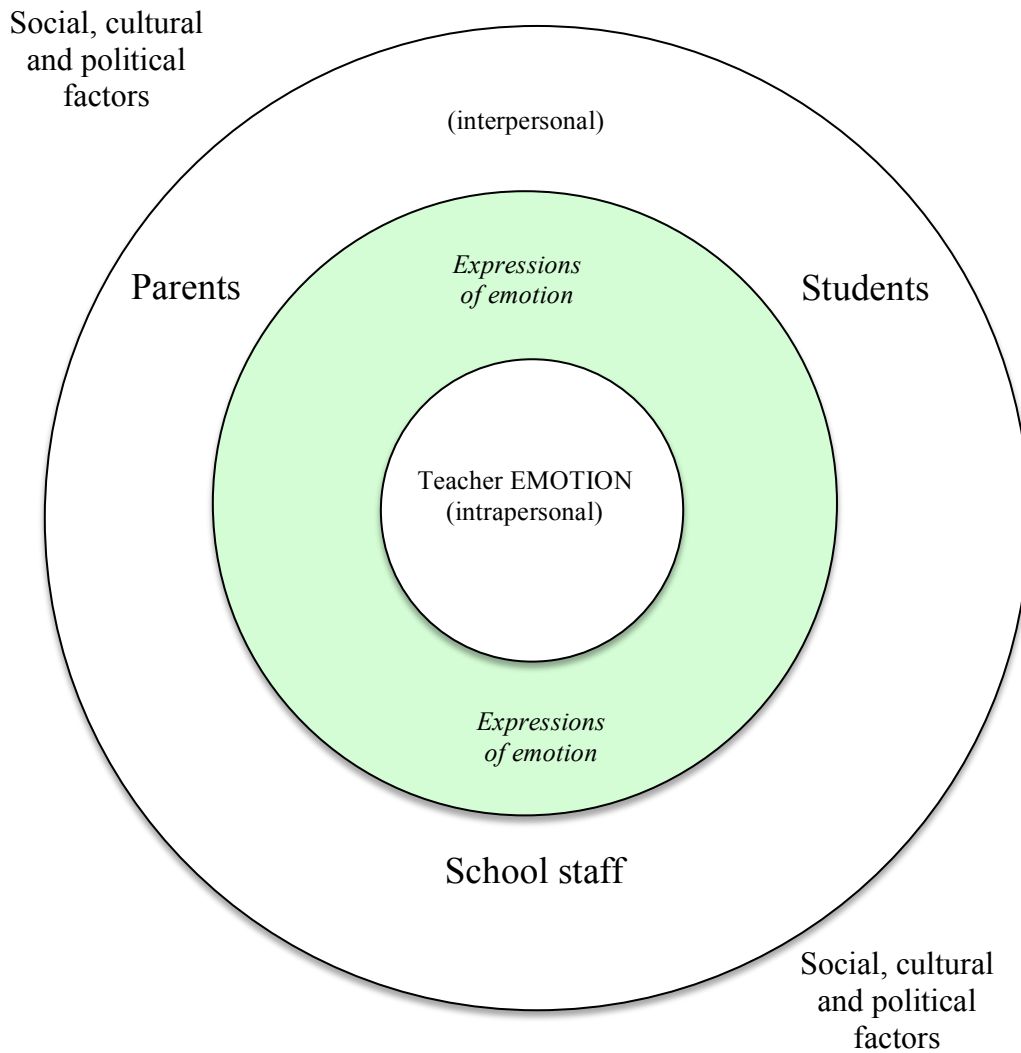 Social, cultural
and political
factors
(interpersonal)
Expressions
of emotion
Parents
Students
Teacher EMOTION
(intrapersonal)
Expressions
of emotion
School staff
Social, cultural
and political
factors